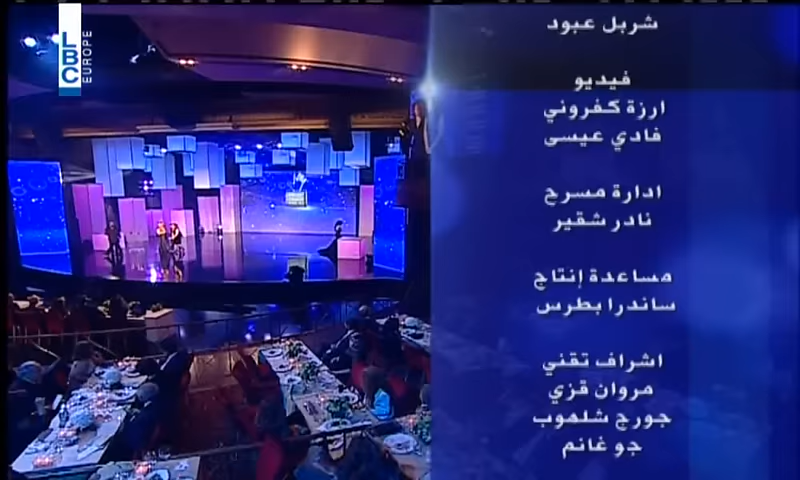 LBC
EUROPE
شربل عبود
فيديو
ارزة كفروني
فادي عيسى
ادارة مسرح
نادر شقير
مساعدة إنتاج
ساندرا بطرس
اشراف تقني
مروان قزي
جورج شلهوب
جو غانم